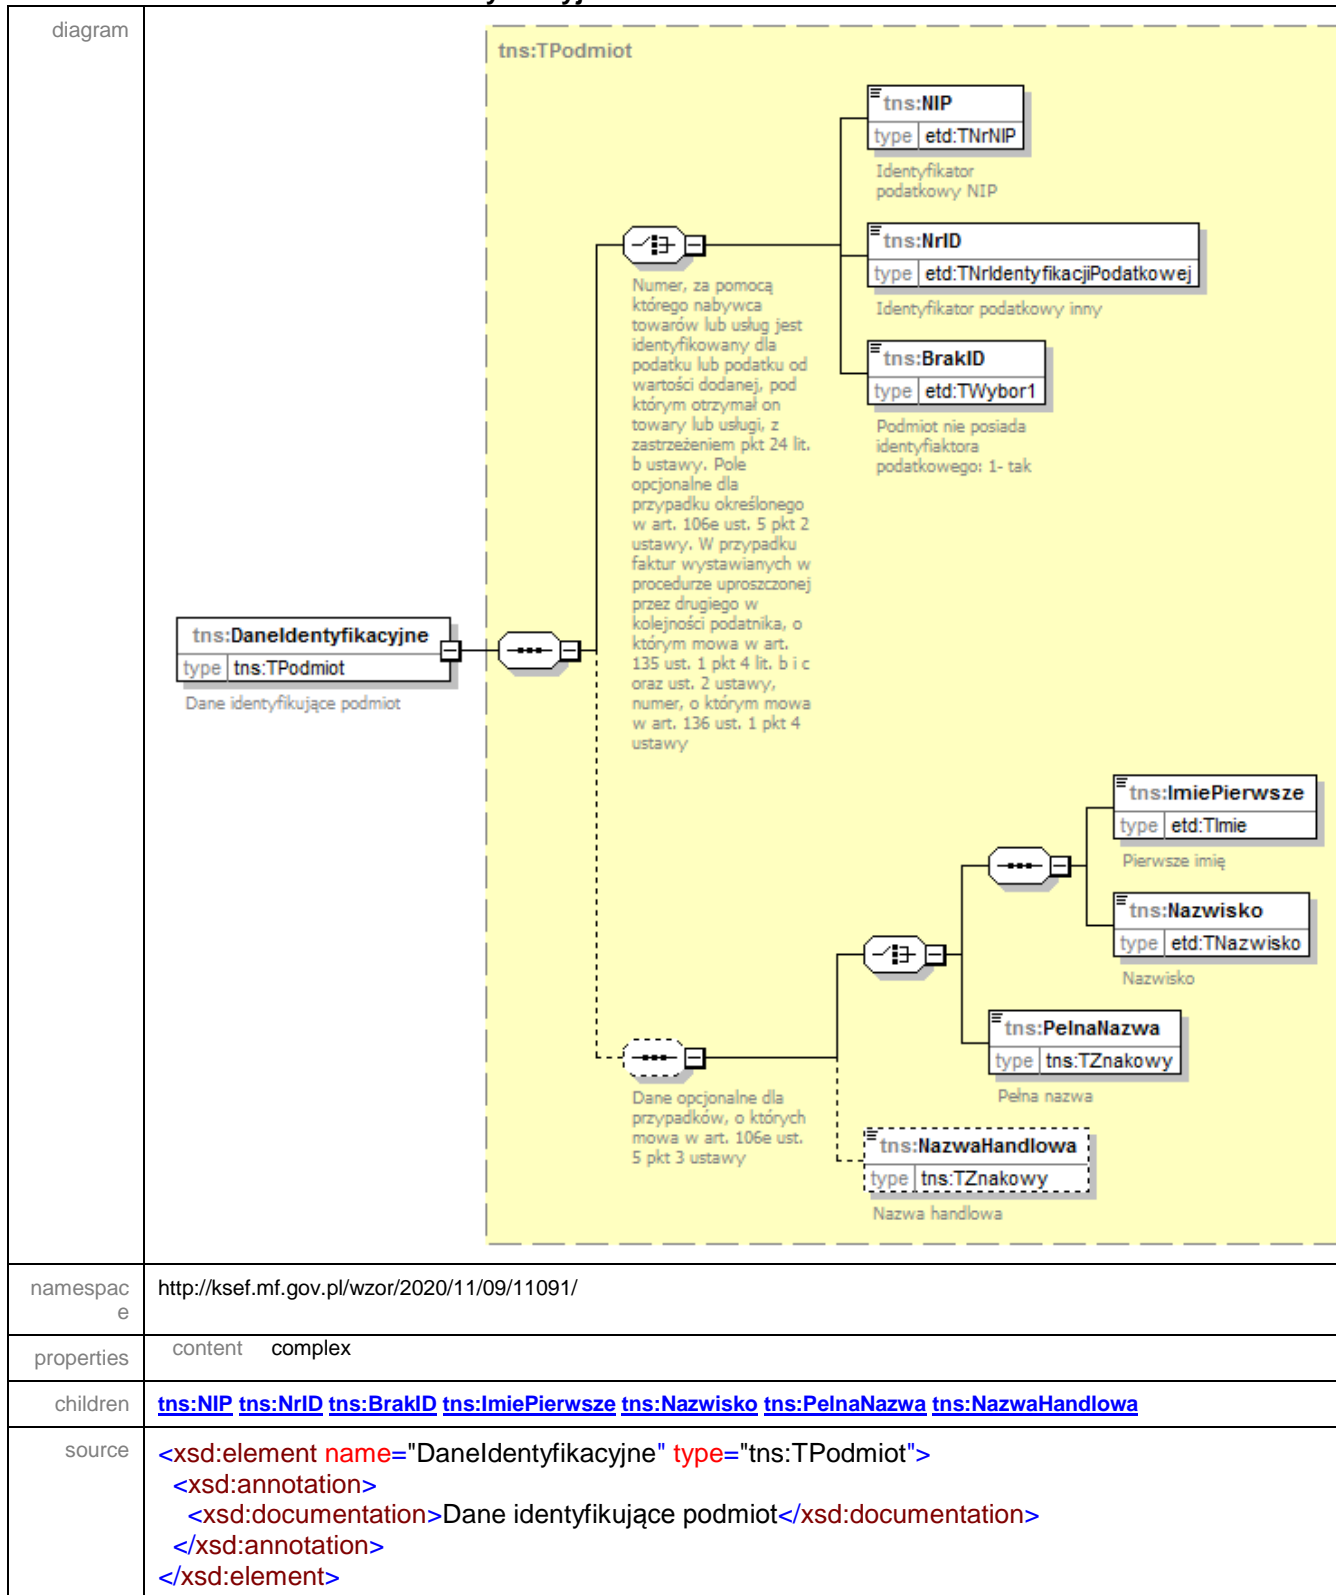 diagram
tns:TPodmiot
tns:NIP
type etd:TNrNIP
Identyfikator
podatkowy NIP
tns:NrID
type etd:TNrIdentyfikacjiPodatkowej
Identyfikator podatkowy inny
tns:BrakID
type etd:TWybor1
Podmiot nie posiada
identyfiaktora
podatkowego: 1- tak
Numer, za pomocą
którego nabywca
towarów lub usług jest
identyfikowany dla
podatku lub podatku od
wartości dodanej, pod
którym otrzymał on
towary lub usługi, z
zastrzeżeniem pkt 24 lit.
b ustawy. Pole
opcjonalne dla
przypadku określonego
w art. 106e ust. 5 pkt 2
ustawy. W przypadku
faktur wystawianych w
procedurze uproszczonej
przez drugiego w
kolejności podatnika, o
którym mowa w art.
135 ust. 1 pkt 4 lit. b i c
oraz ust. 2 ustawy,
numer, o którym mowa
w art. 136 ust. 1 pkt 4
ustawy
tns:DaneIdentyfikacyjne
type tns:TPodmiot
Dane identyfikujące podmiot
tns:ImiePierwsze
type etd:TImie
Pierwsze imię
tns:Nazwisko
type etd:TNazwisko
Nazwisko
tns:PelnaNazwa
type tns:TZnakowy
Pełna nazwa
Dane opcjonalne dla
przypadków, o których
mowa w art. 106e ust.
5 pkt 3 ustawy
tns:NazwaHandlowa
type tns:TZnakowy
Nazwa handlowa
namespac
e
http://ksef.mf.gov.pl/wzor/2020/11/09/11091/
properties
content complex
children
tns:NIP tns:NrID tns:BrakID tns:ImiePierwsze tns:Nazwisko tns:PelnaNazwa tns:NazwaHandlowa
source
<xsd:element name="DaneIdentyfikacyjne" type="tns:TPodmiot">
<xsd:annotation>
<xsd:documentation>Dane identyfikujące podmiot</xsd:documentation>
</xsd:annotation>
</xsd:element>